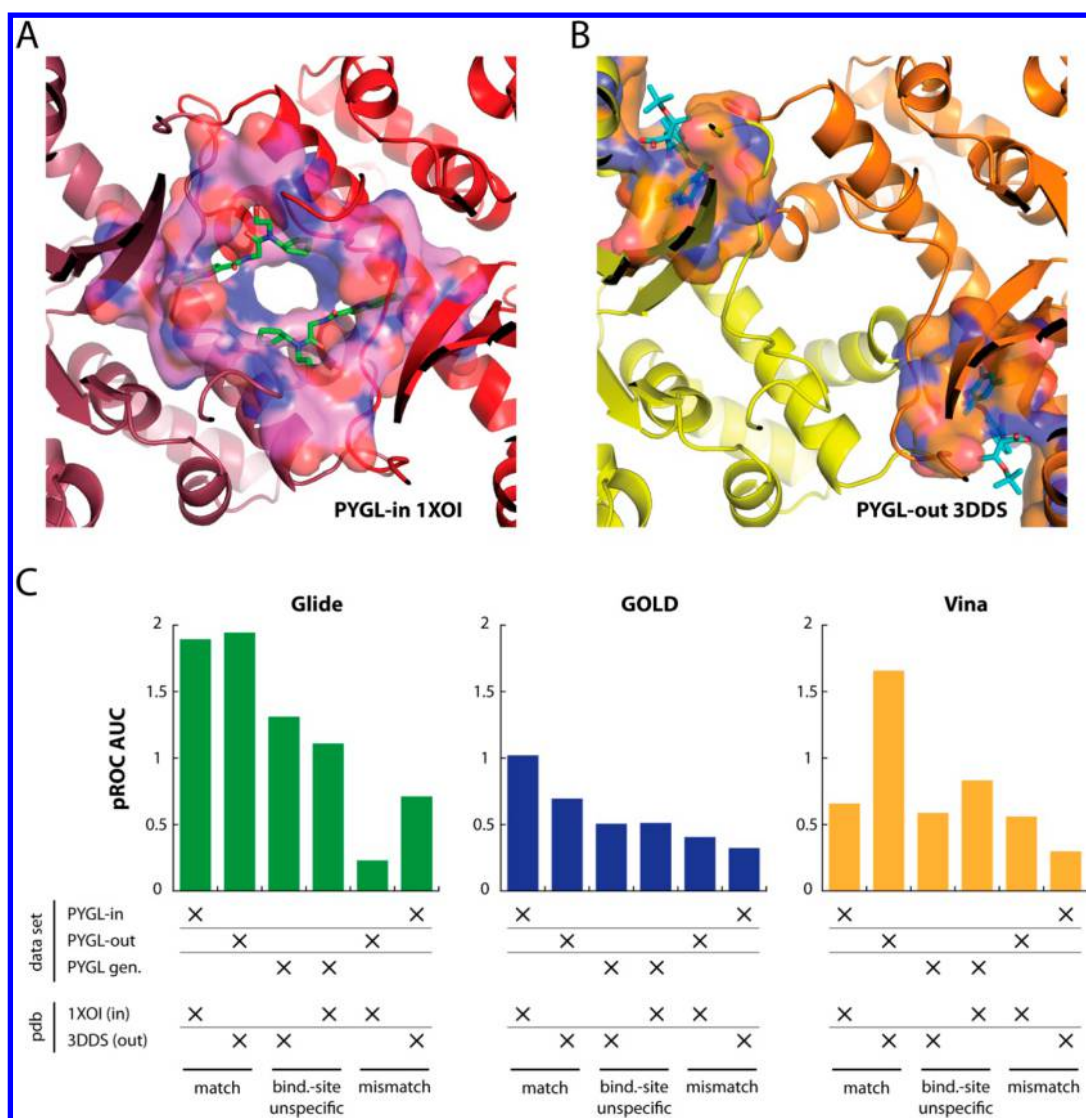 A
B
PYGL-in 1XOI
PYGL-out 3DDS
C
Glide
GOLD
Vina
pROC AUC
2
1.5
1
0.5
0
2
1.5
1
0.5
0
2
1.5
1
0.5
0
data set
PYGL-in
PYGL-out
PYGL gen.
pdb
1XOI (in)
3DDS (out)
match
bind.-site
unspecific
mismatch
match
bind.-site
unspecific
mismatch
match
bind.-site
unspecific
mismatch